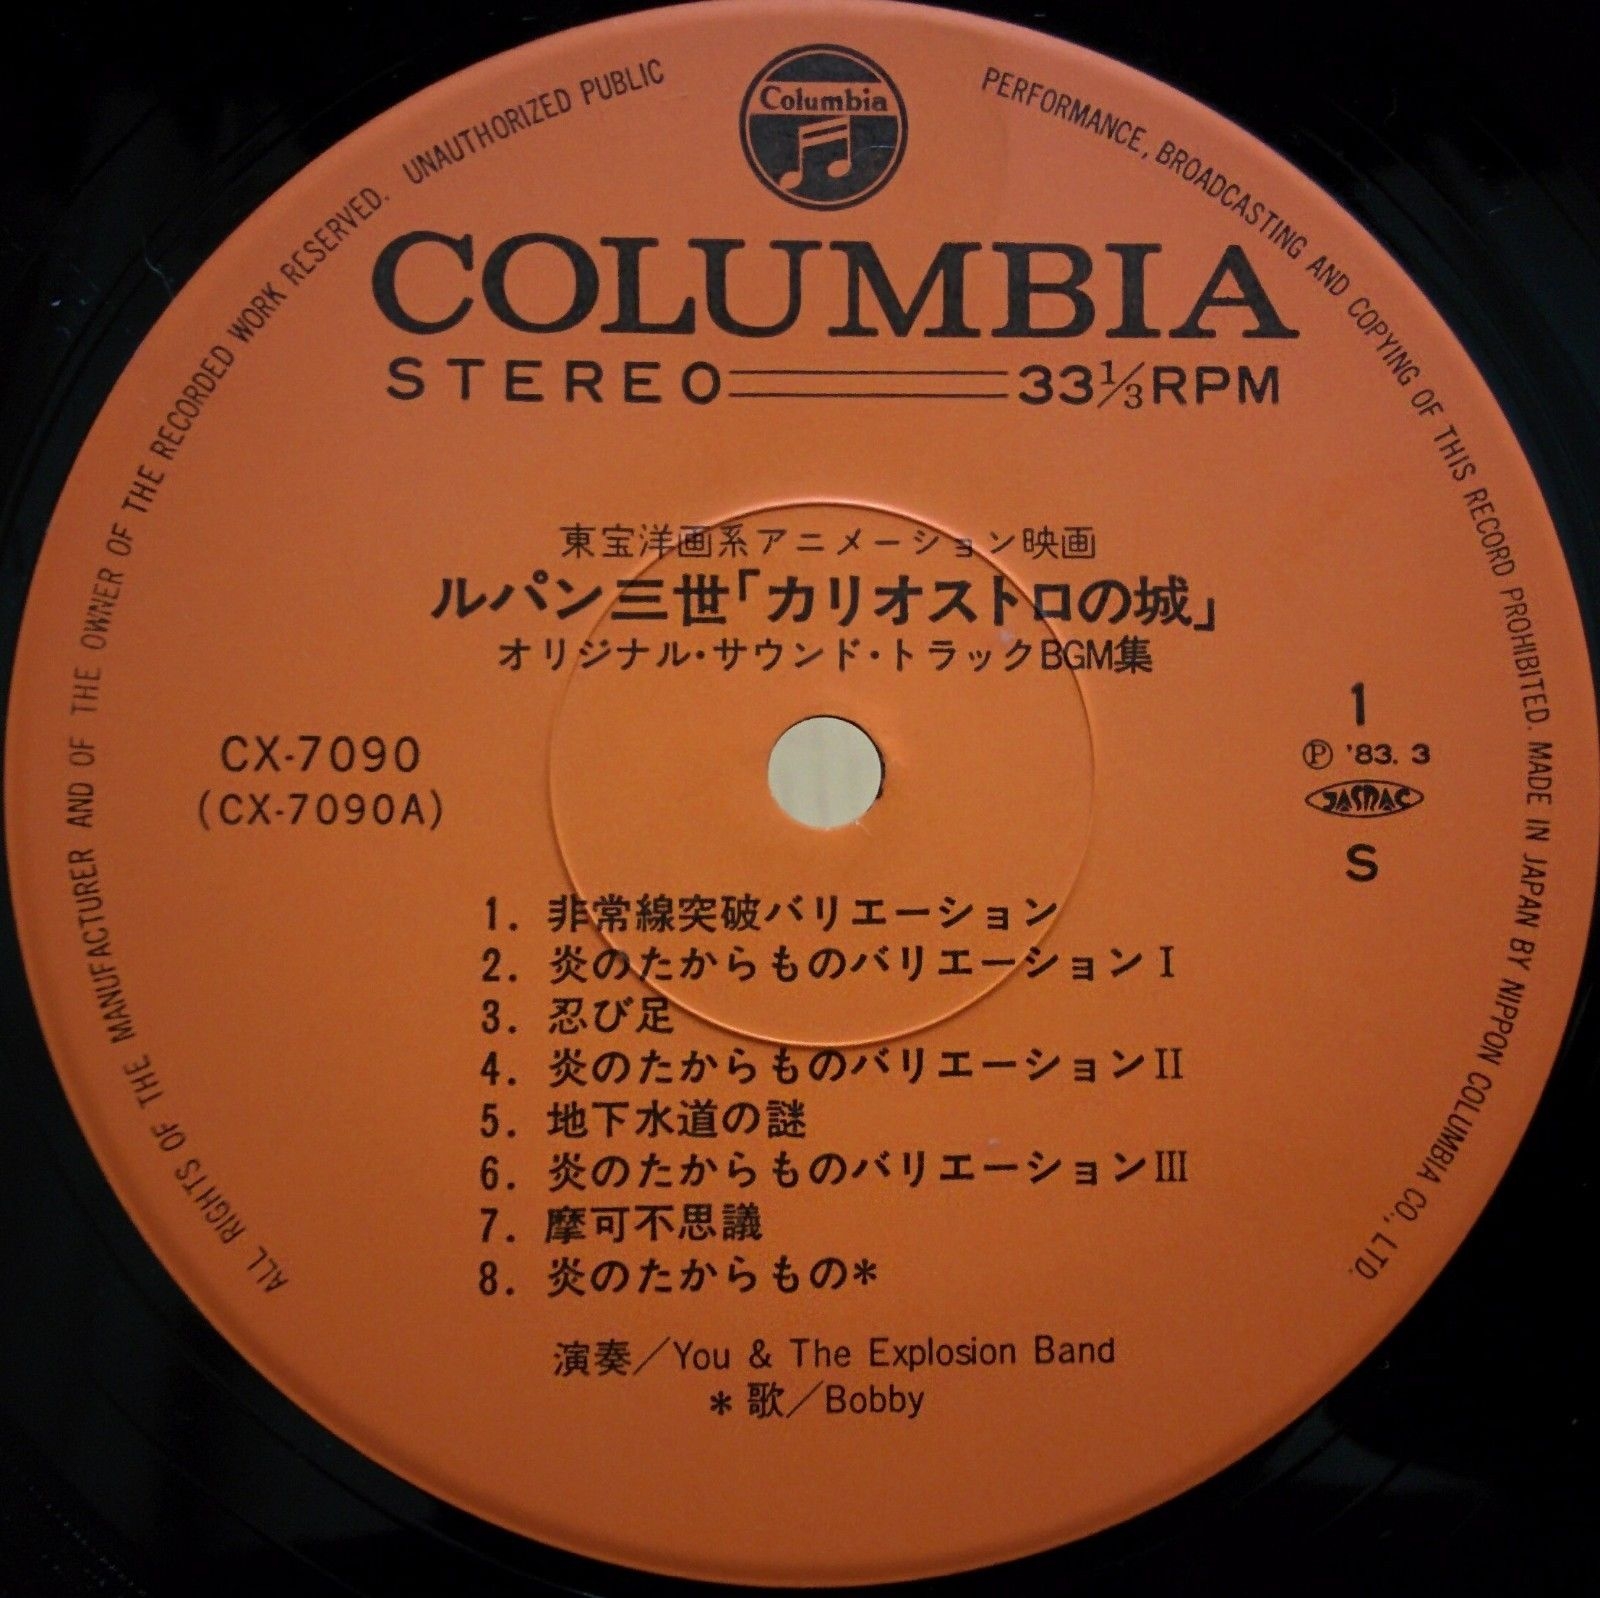 Columbia
COLUMBIA
STEREO 33 1/3 RPM
東宝洋画系アニメーション映画
ルパン三世「カリオストロの城」
オリジナル・サウンド・トラックBGM集
CX-7090
(CX-7090A)
1
Ⓟ '83. 3
JASRAC
S
1. 非常線突破バリエーション
2. 炎のたからものバリエーションⅠ
3. 忍び足
4. 炎のたからものバリエーションⅡ
5. 地下水道の謎
6. 炎のたからものバリエーションⅢ
7. 摩可不思議
8. 炎のたからもの*
演奏／You & The Explosion Band
* 歌／Bobby
ALL RIGHTS OF THE MANUFACTURER AND OF THE OWNER OF THE RECORDED WORK RESERVED. UNAUTHORIZED PUBLIC PERFORMANCE, BROADCASTING AND COPYING OF THIS RECORD PROHIBITED. MADE IN JAPAN BY NIPPON COLUMBIA CO., LTD.